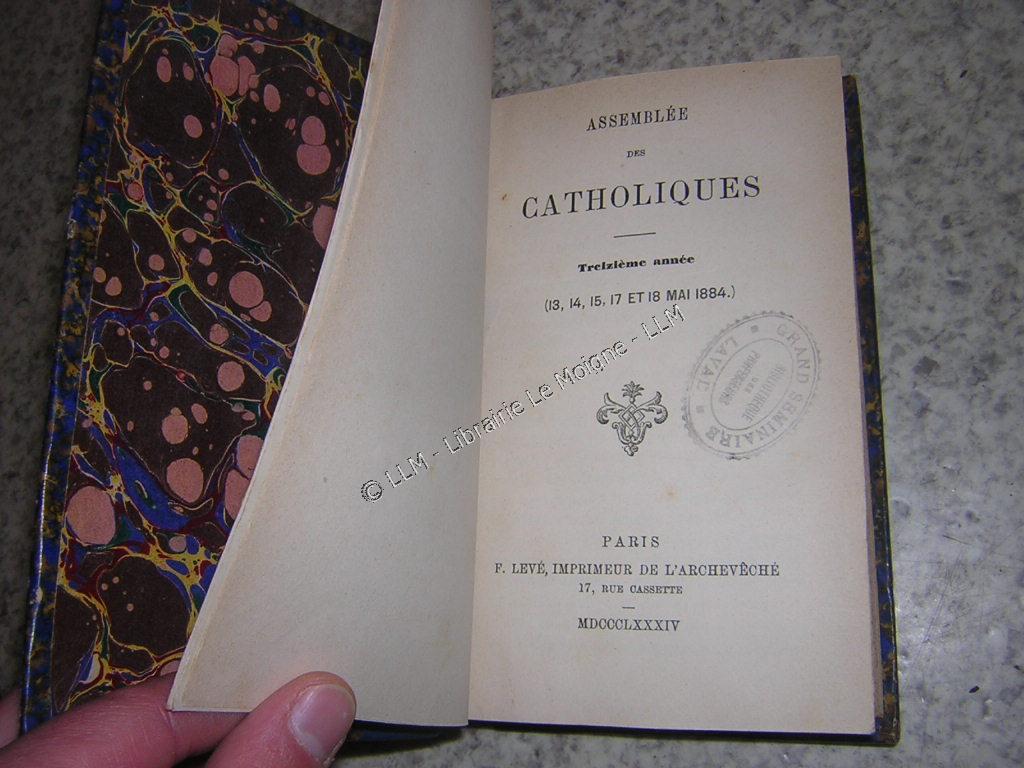 ASSEMBLÉE
DES
CATHOLIQUES
Treizième année
(13, 14, 15, 17 ET 18 MAI 1884.)
GRAND SÉMINAIRE
LAVAL
© LLM - Librairie Le Moigne - LLM
PARIS
F. LEVÉ, IMPRIMEUR DE L'ARCHEVÊCHÉ
17, RUE CASSETTE
MDCCCLXXXIV